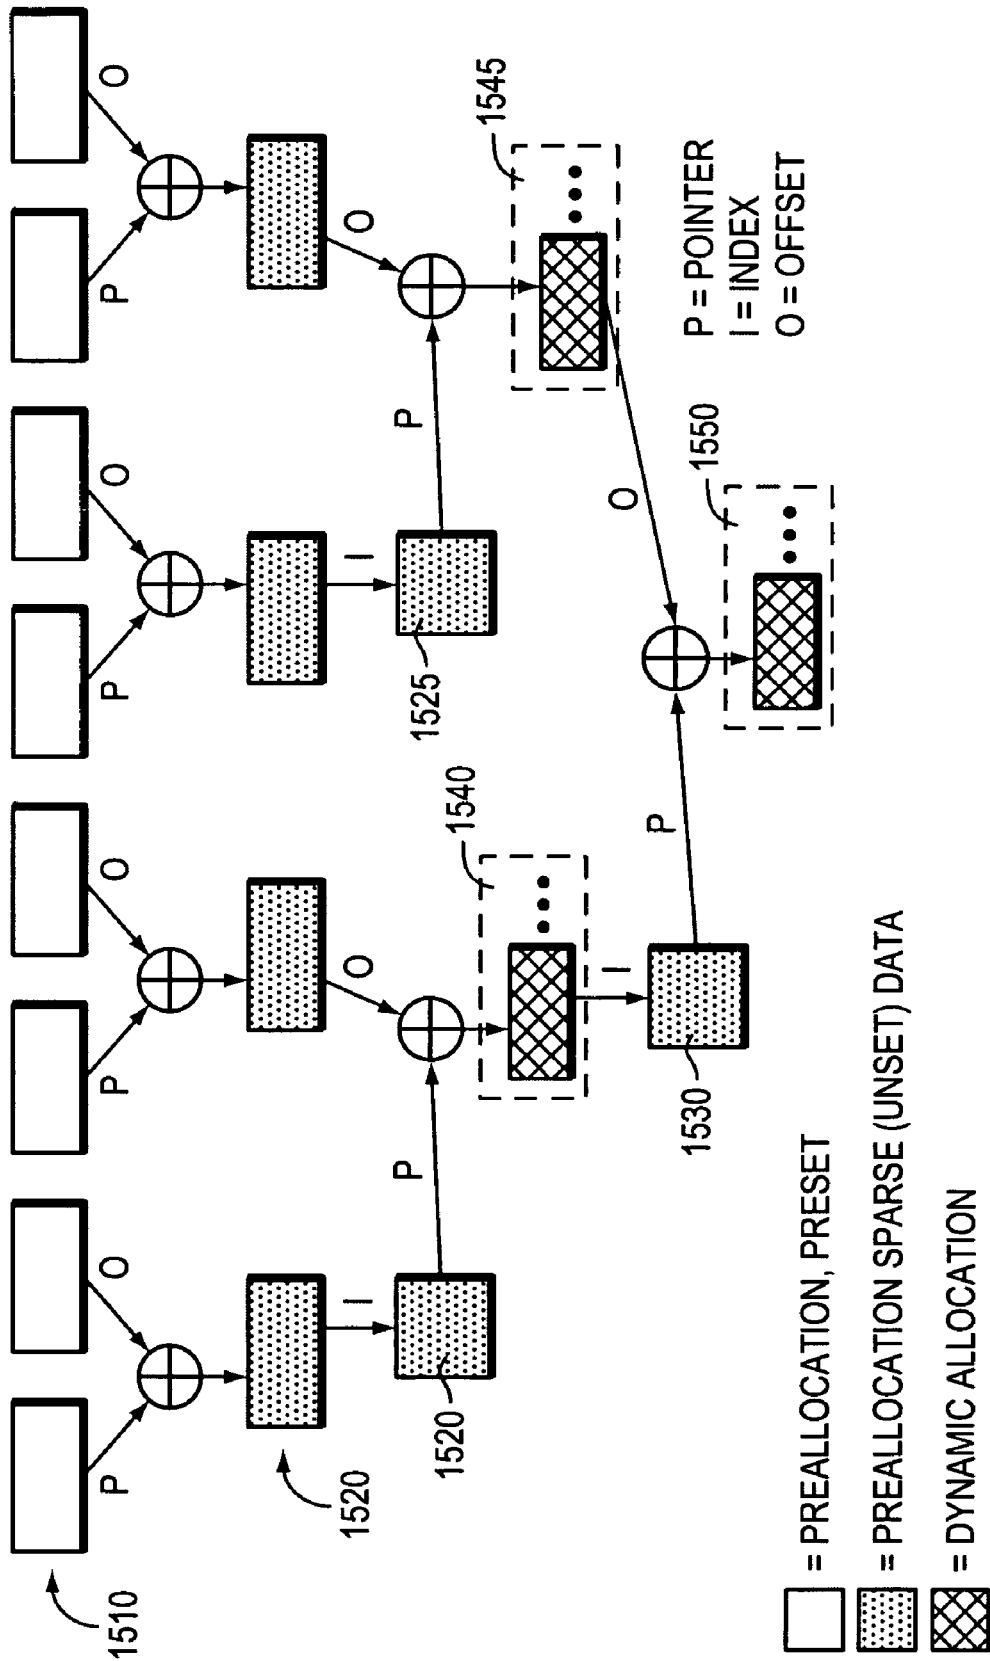 1510
P
O
P
O
P
O
P
O
1520
I
O
I
O
1520
P
1525
P
1540
1545
I
O
1530
P
1550
P = POINTER
I = INDEX
O = OFFSET
= PREALLOCATION, PRESET
= PREALLOCATION SPARSE (UNSET) DATA
= DYNAMIC ALLOCATION